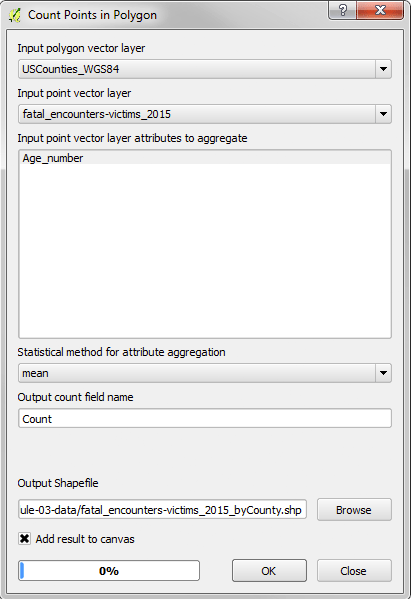 Count Points in Polygon
?
Input polygon vector layer
USCounties_WGS84
Input point vector layer
fatal_encounters-victims_2015
Input point vector layer attributes to aggregate
Age_number
Statistical method for attribute aggregation
mean
Output count field name
Count
Output Shapefile
ule-03-data/fatal_encounters-victims_2015_byCounty.shp
Browse
Add result to canvas
0%
OK
Close